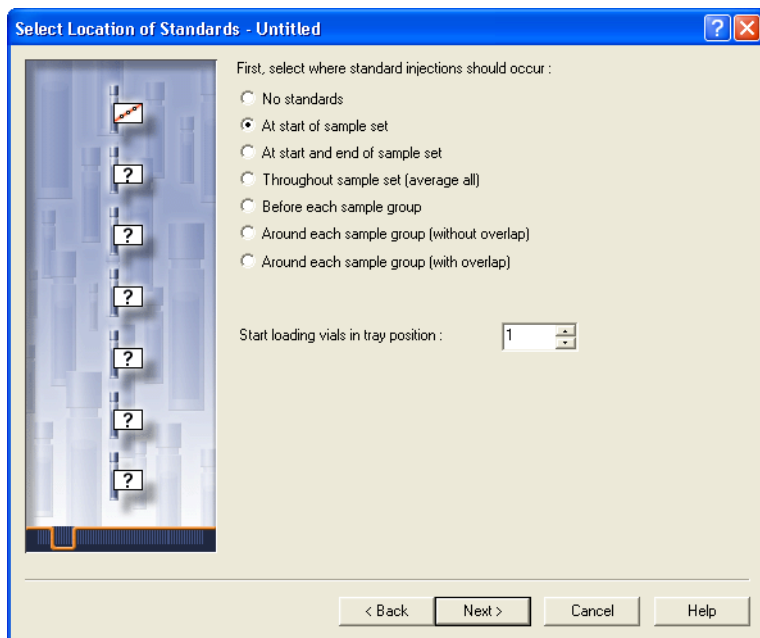 Select Location of Standards - Untitled
?
First, select where standard injections should occur :
No standards
At start of sample set
At start and end of sample set
Throughout sample set (average all)
Before each sample group
Around each sample group (without overlap)
Around each sample group (with overlap)
?
?
?
?
?
?
Start loading vials in tray position :
1
< Back
Next >
Cancel
Help